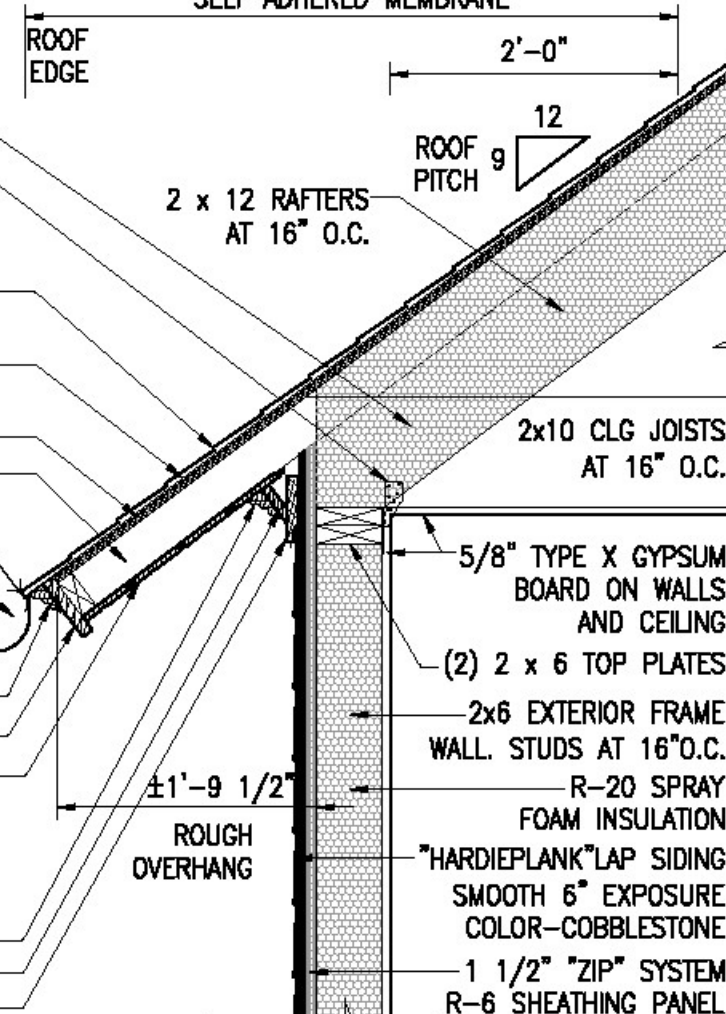 SELF ADHERED MEMBRANE
ROOF
EDGE
2'-0"
12
9
ROOF
PITCH
2 x 12 RAFTERS
AT 16" O.C.
2x10 CLG JOISTS
AT 16" O.C.
5/8" TYPE X GYPSUM
BOARD ON WALLS
AND CEILING
(2) 2 x 6 TOP PLATES
2x6 EXTERIOR FRAME
WALL. STUDS AT 16"O.C.
±1'-9 1/2"
ROUGH
OVERHANG
R-20 SPRAY
FOAM INSULATION
"HARDIEPLANK"LAP SIDING
SMOOTH 6" EXPOSURE
COLOR-COBBLESTONE
1 1/2" "ZIP" SYSTEM
R-6 SHEATHING PANEL